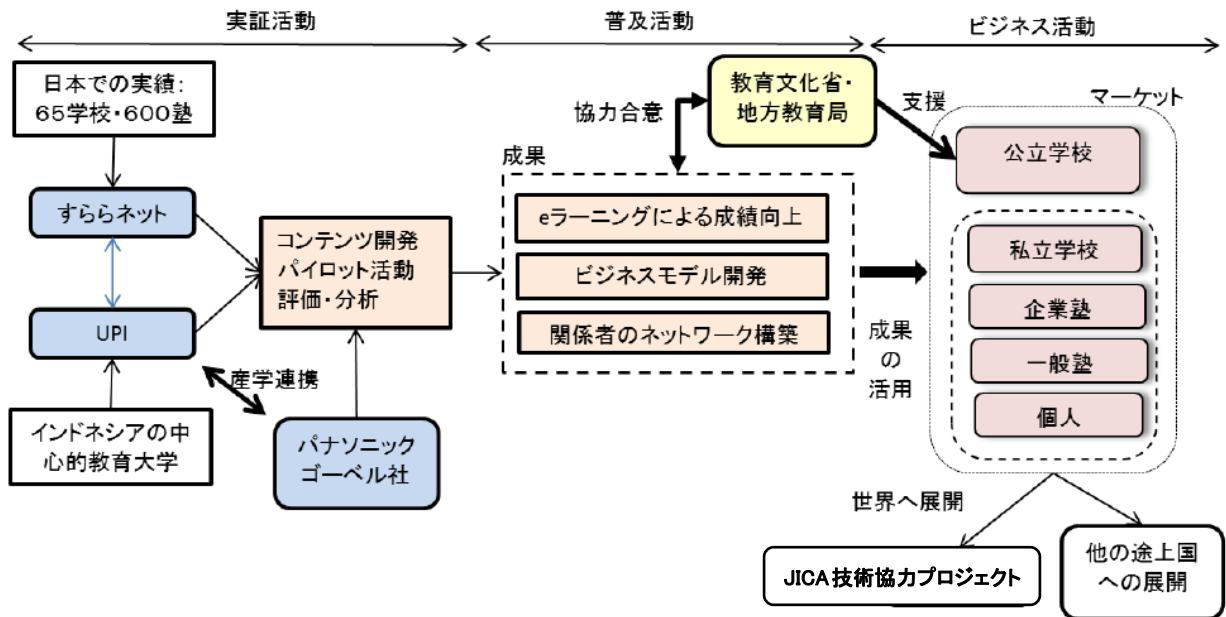 実証活動
普及活動
ビジネス活動
日本での実績:
65学校・600塾
すららネット
UPI
インドネシアの中
心的教育大学
産学連携
コンテンツ開発
パイロット活動
評価・分析
パナソニック
ゴーベル社
教育文化省・
地方教育局
協力合意
支援
成果
eラーニングによる成績向上
ビジネスモデル開発
関係者のネットワーク構築
成果
の
活用
マーケット
公立学校
私立学校
企業塾
一般塾
個人
世界へ展開
JICA技術協力プロジェクト
他の途上国
への展開